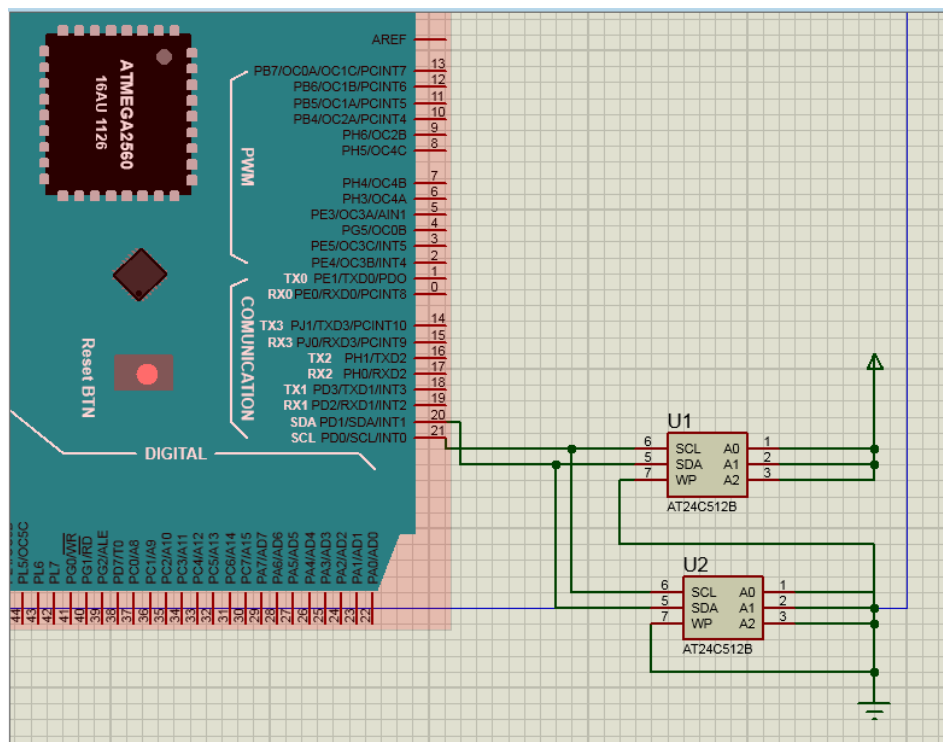 ATMEGA2560
16AU 1126
AREF
PB7/OC0A/OC1C/PCINT7 13
PB6/OC1B/PCINT6 12
PB5/OC1A/PCINT5 11
PB4/OC2A/PCINT4 10
PH6/OC2B 9
PH5/OC4C 8
PWM
PH4/OC4B 7
PH3/OC4A 6
PE3/OC3A/AIN1 5
PG5/OC0B 4
PE5/OC3C/INT5 3
PE4/OC3B/INT4 2
TX0 PE1/TXD0/PDO 1
RX0 PE0/RXD0/PCINT8 0
COMUNICATION
TX3 PJ1/TXD3/PCINT10 14
RX3 PJ0/RXD3/PCINT9 15
TX2 PH1/TXD2 16
RX2 PH0/RXD2 17
TX1 PD3/TXD1/INT3 18
RX1 PD2/RXD1/INT2 19
SDA PD1/SDA/INT1 20
SCL PD0/SCL/INT0 21
Reset BTN
DIGITAL
PL5/OC5C 44
PL6 43
PL7 42
PG0/WR 41
PG1/RD 40
PG2/ALE 39
PD7/T0 38
PC0/A8 37
PC1/A9 36
PC2/A10 35
PC3/A11 34
PC4/A12 33
PC5/A13 32
PC6/A14 31
PC7/A15 30
PA7/AD7 29
PA6/AD6 28
PA5/AD5 27
PA4/AD4 26
PA3/AD3 25
PA2/AD2 24
PA1/AD1 23
PA0/AD0 22
U1
6 SCL A0 1
5 SDA A1 2
7 WP A2 3
AT24C512B
U2
6 SCL A0 1
5 SDA A1 2
7 WP A2 3
AT24C512B